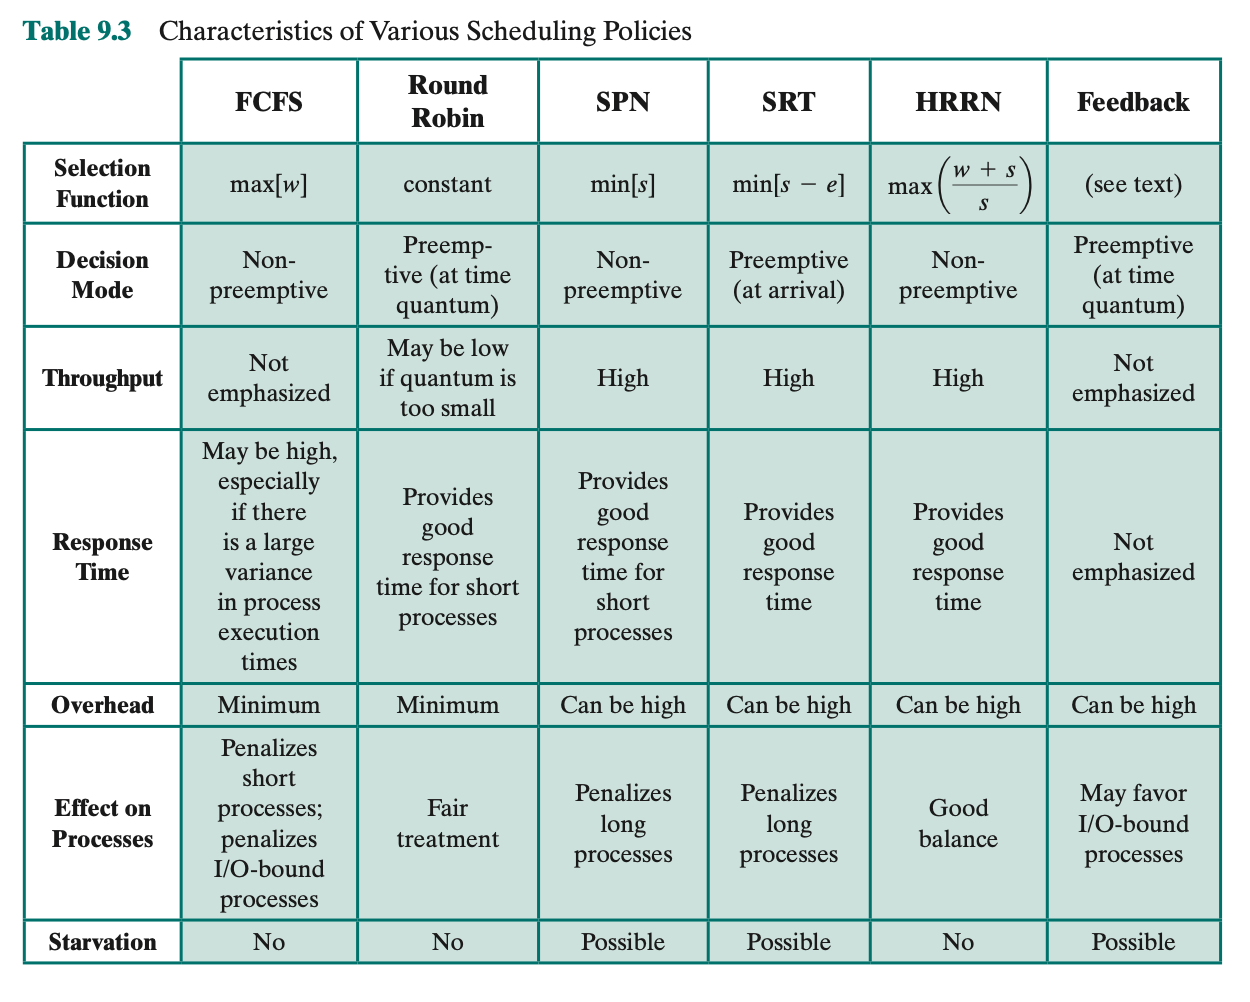 Table 9.3 Characteristics of Various Scheduling Policies
FCFS
Round
Robin
SPN
SRT
HRRN
Feedback
Selection
Function
max[w]
constant
min[s]
min[s − e]
max(w + s / s)
(see text)
Decision
Mode
Non-
preemptive
Preemp-
tive (at time
quantum)
Non-
preemptive
Preemptive
(at arrival)
Non-
preemptive
Preemptive
(at time
quantum)
Throughput
Not
emphasized
May be low
if quantum is
too small
High
High
High
Not
emphasized
Response
Time
May be high,
especially
if there
is a large
variance
in process
execution
times
Provides
good
response
time for short
processes
Provides
good
response
time for
short
processes
Provides
good
response
time
Provides
good
response
time
Not
emphasized
Overhead
Minimum
Minimum
Can be high
Can be high
Can be high
Can be high
Effect on
Processes
Penalizes
short
processes;
penalizes
I/O-bound
processes
Fair
treatment
Penalizes
long
processes
Penalizes
long
processes
Good
balance
May favor
I/O-bound
processes
Starvation
No
No
Possible
Possible
No
Possible